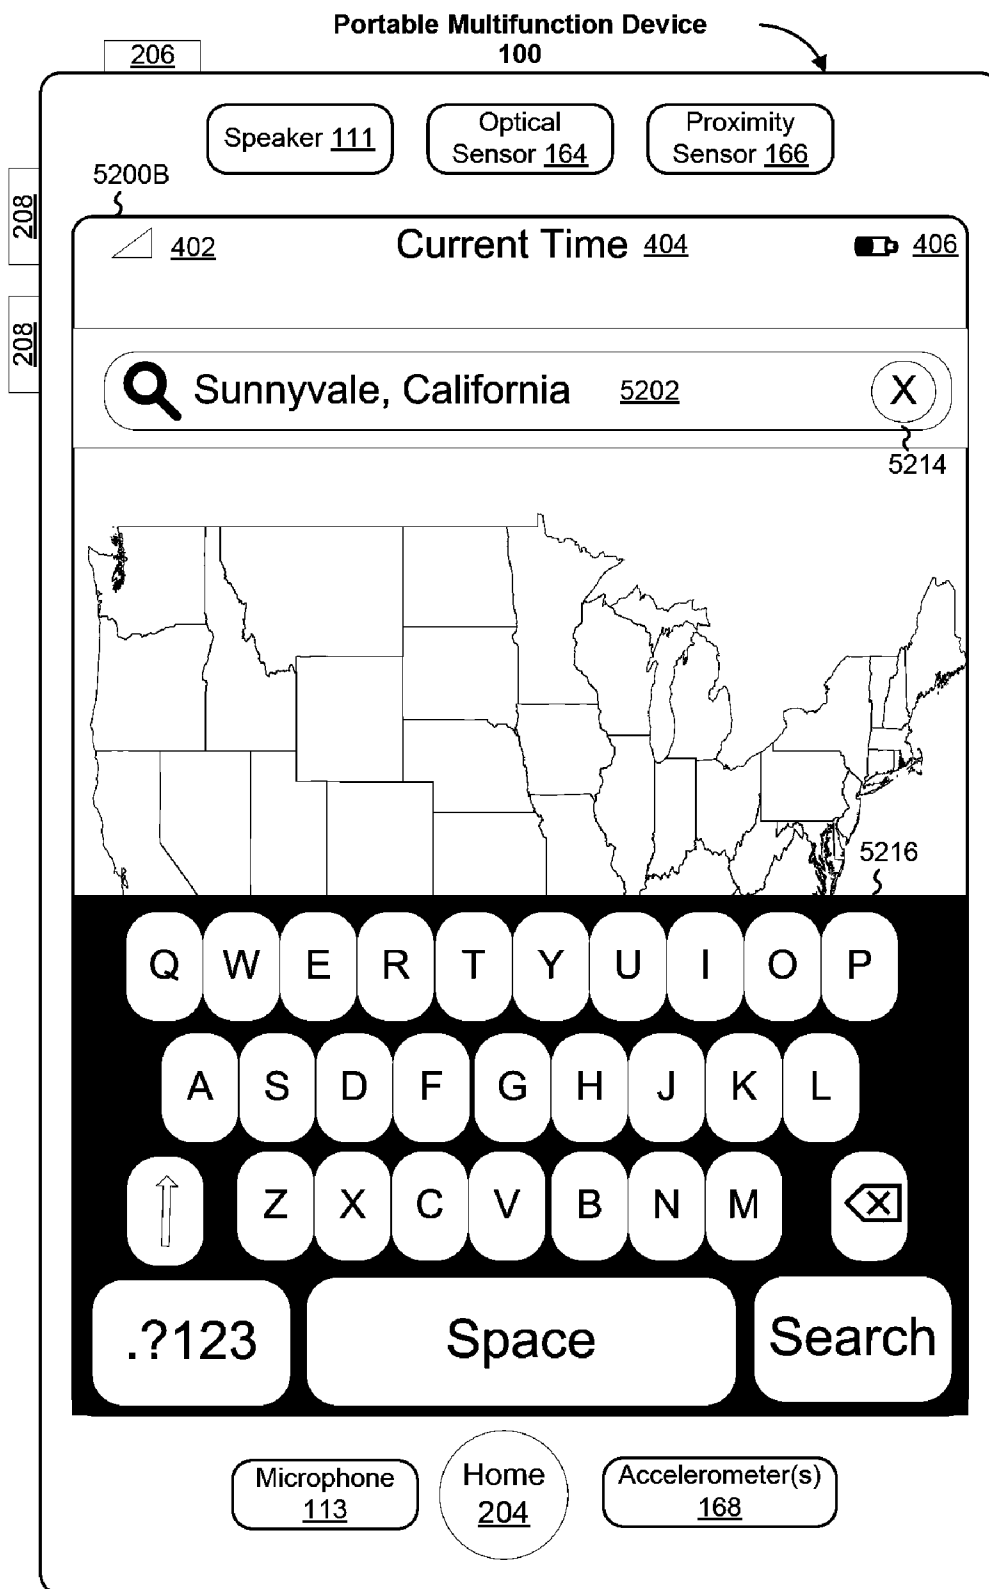 Portable Multifunction Device
100
206
Speaker 111
Optical
Sensor 164
Proximity
Sensor 166
5200B
208
402
Current Time 404
406
208
Sunnyvale, California 5202
X
5214
5216
Q W E R T Y U I O P
A S D F G H J K L
Z X C V B N M
.?123
Space
Search
Microphone
113
Home
204
Accelerometer(s)
168